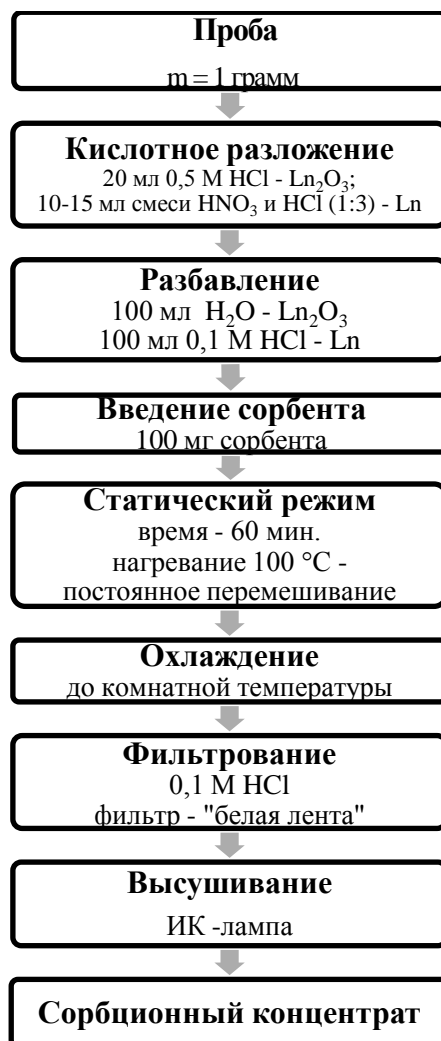 Проба
m = 1 грамм
Кислотное разложение
20 мл 0,5 М HCl - Ln₂O₃;
10-15 мл смеси HNO₃ и HCl (1:3) - Ln
Разбавление
100 мл H₂O - Ln₂O₃
100 мл 0,1 М HCl - Ln
Введение сорбента
100 мг сорбента
Статический режим
время - 60 мин.
нагревание 100 °С -
постоянное перемешивание
Охлаждение
до комнатной температуры
Фильтрование
0,1 М HCl
фильтр - "белая лента"
Высушивание
ИК -лампа
Сорбционный концентрат